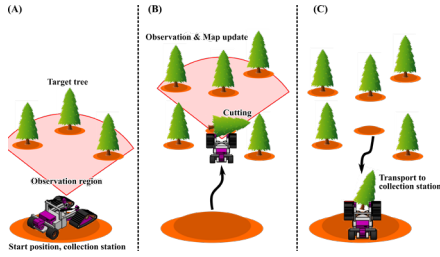 (A)
Target tree
Observation region
Start position, collection station
(B)
Observation & Map update
Cutting
(C)
Transport to
collection station